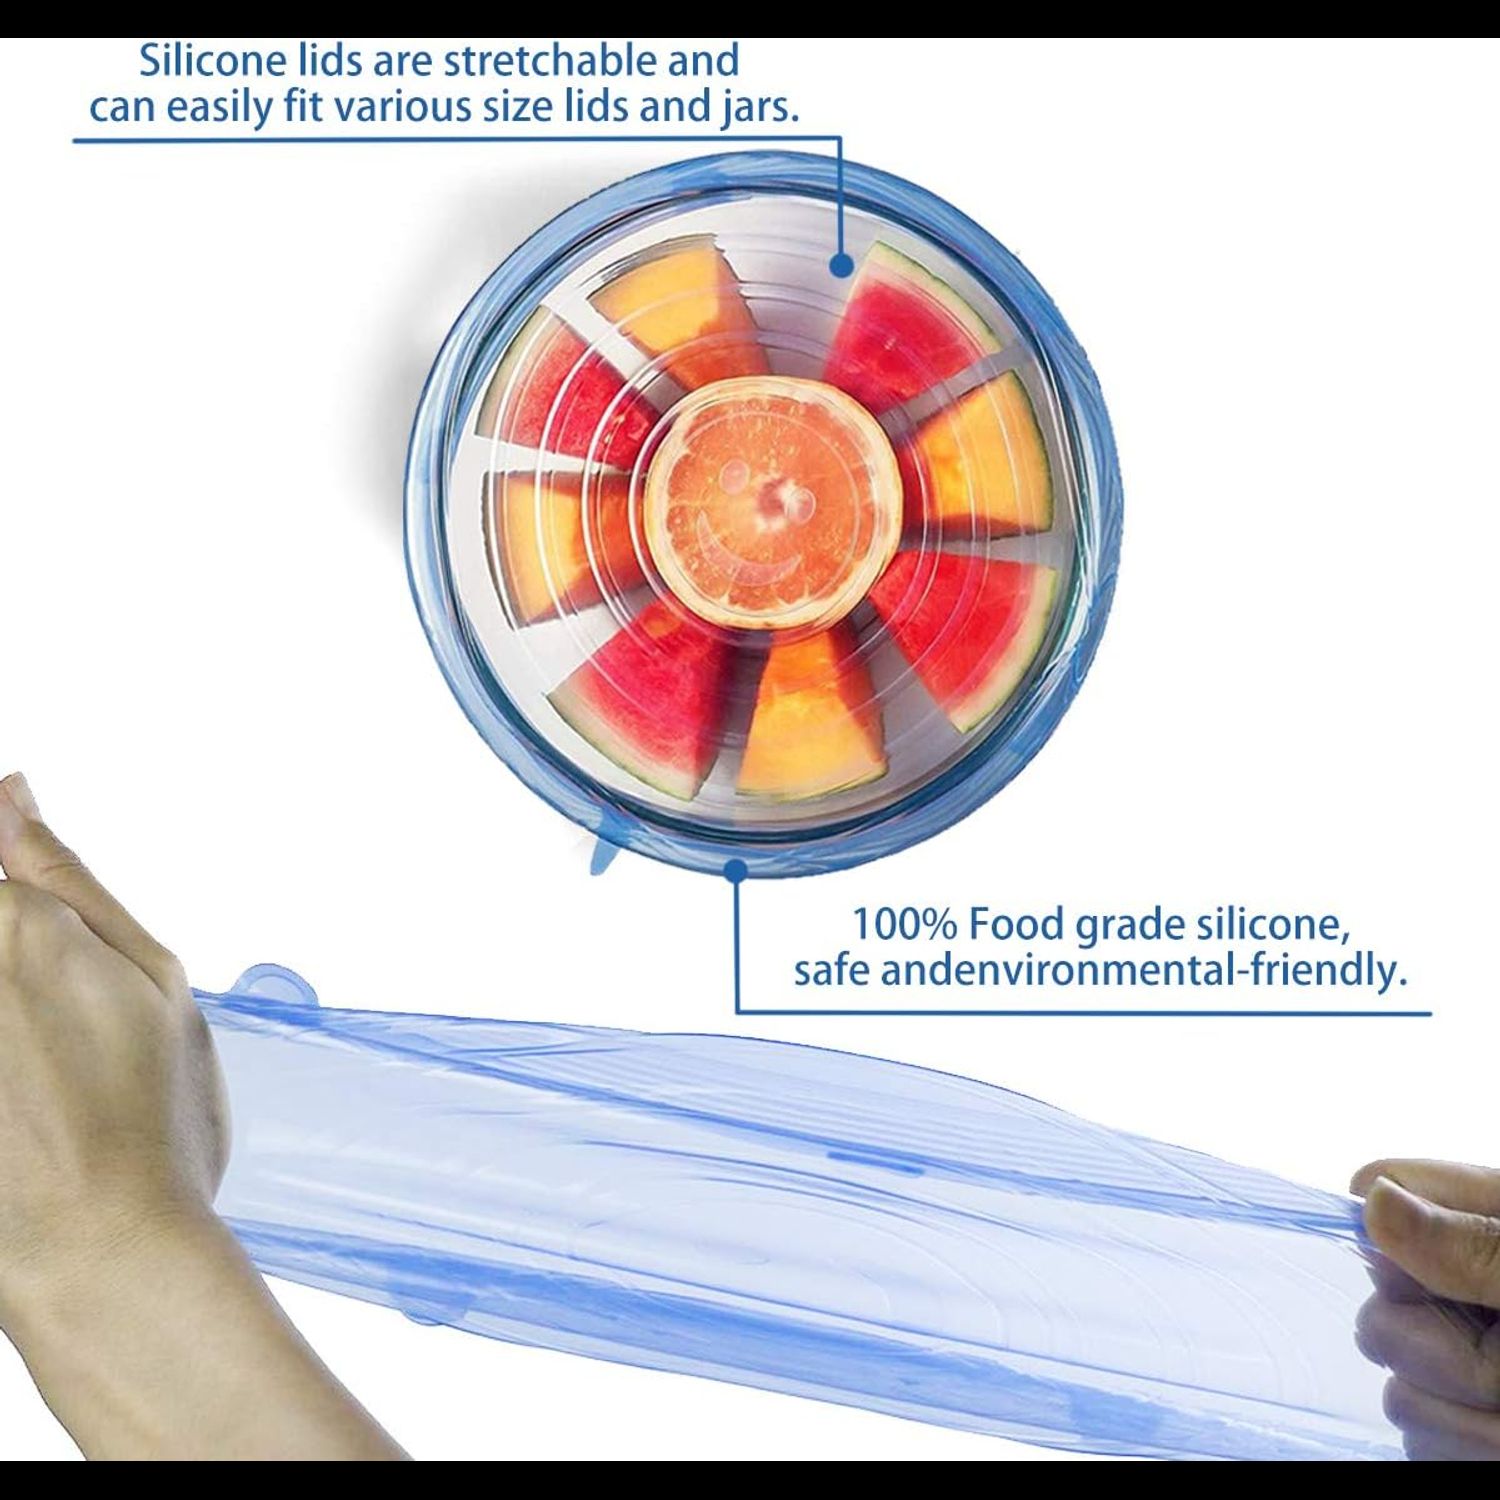 Silicone lids are stretchable and
can easily fit various size lids and jars.
100% Food grade silicone,
safe andenvironmental-friendly.